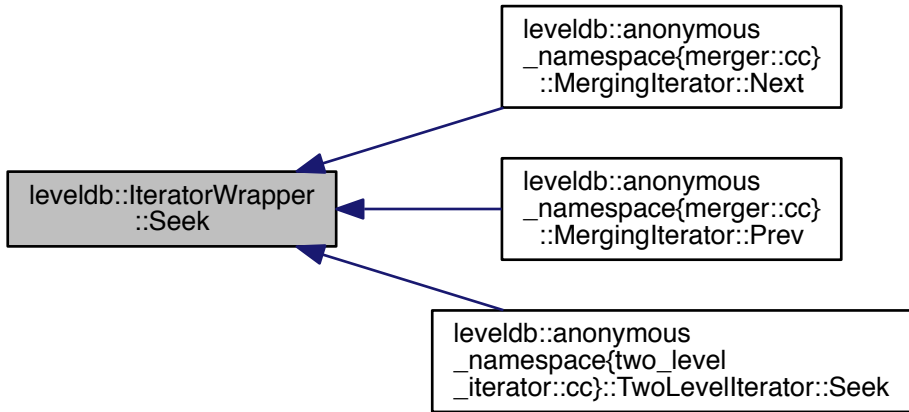 leveldb::anonymous
_namespace{merger::cc}
::MergingIterator::Next
leveldb::IteratorWrapper
::Seek
leveldb::anonymous
_namespace{merger::cc}
::MergingIterator::Prev
leveldb::anonymous
_namespace{two_level
_iterator::cc}::TwoLevelIterator::Seek